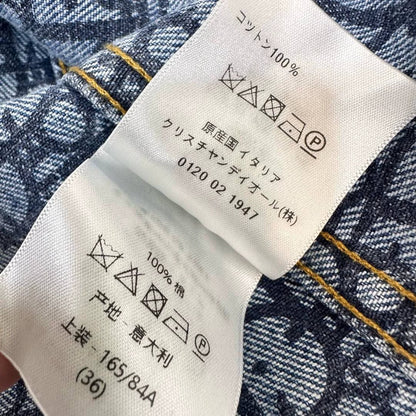 コットン100%
P
原産国 イタリア
クリスチャンディオール(株)
0120 02 1947
100% 棉
P
产地 - 意大利
上装 - 165/84A
(36)